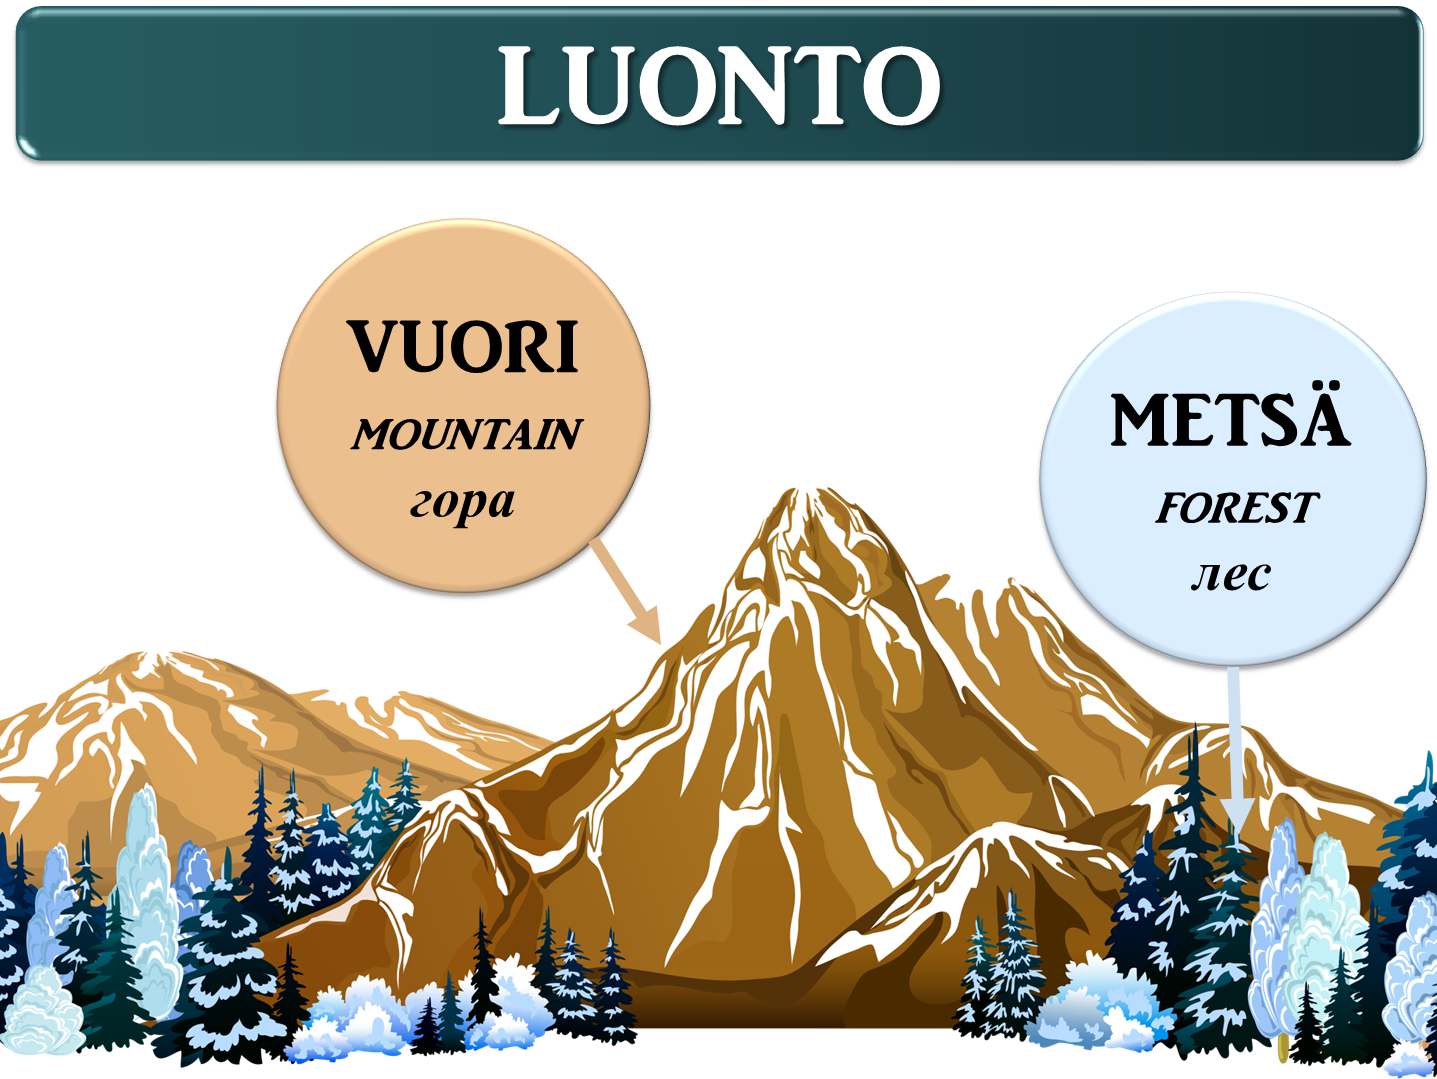 LUONTO
VUORI
MOUNTAIN
гора
METSÄ
FOREST
лес